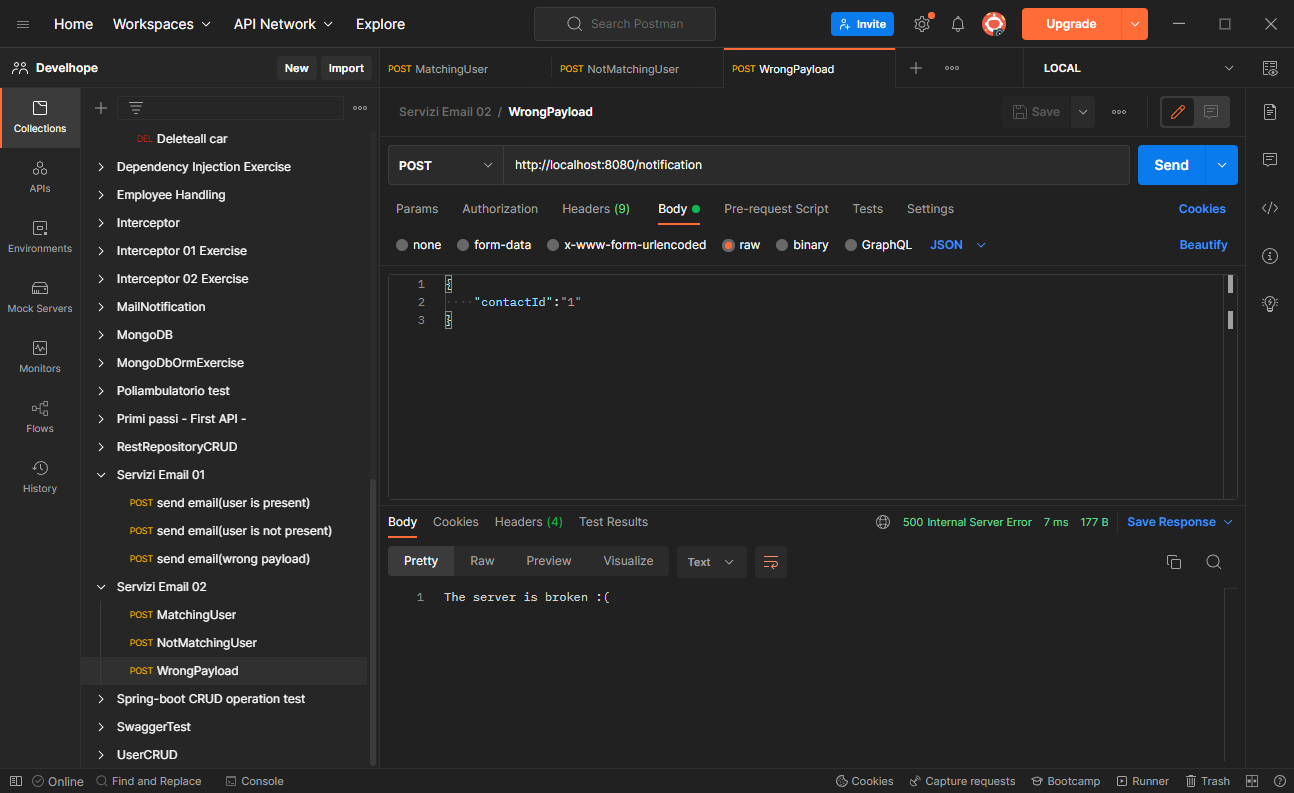 Home Workspaces API Network Explore Search Postman Invite Upgrade
Develhope New Import POST MatchingUser POST NotMatchingUser POST WrongPayload LOCAL
Collections
APIs
Environments
Mock Servers
Monitors
Flows
History
DEL Deleteall car
Dependency Injection Exercise
Employee Handling
Interceptor
Interceptor 01 Exercise
Interceptor 02 Exercise
MailNotification
MongoDB
MongoDbOrmExercise
Poliambulatorio test
Primi passi - First API -
RestRepositoryCRUD
Servizi Email 01
POST send email(user is present)
POST send email(user is not present)
POST send email(wrong payload)
Servizi Email 02
POST MatchingUser
POST NotMatchingUser
POST WrongPayload
Spring-boot CRUD operation test
SwaggerTest
UserCRUD
Servizi Email 02 / WrongPayload Save
POST http://localhost:8080/notification Send
Params Authorization Headers (9) Body Pre-request Script Tests Settings Cookies
none form-data x-www-form-urlencoded raw binary GraphQL JSON Beautify
1 {
2 "contactId":"1"
3 }
Body Cookies Headers (4) Test Results 500 Internal Server Error 7 ms 177 B Save Response
Pretty Raw Preview Visualize Text
1 The server is broken :(
Online Find and Replace Console Cookies Capture requests Bootcamp Runner Trash